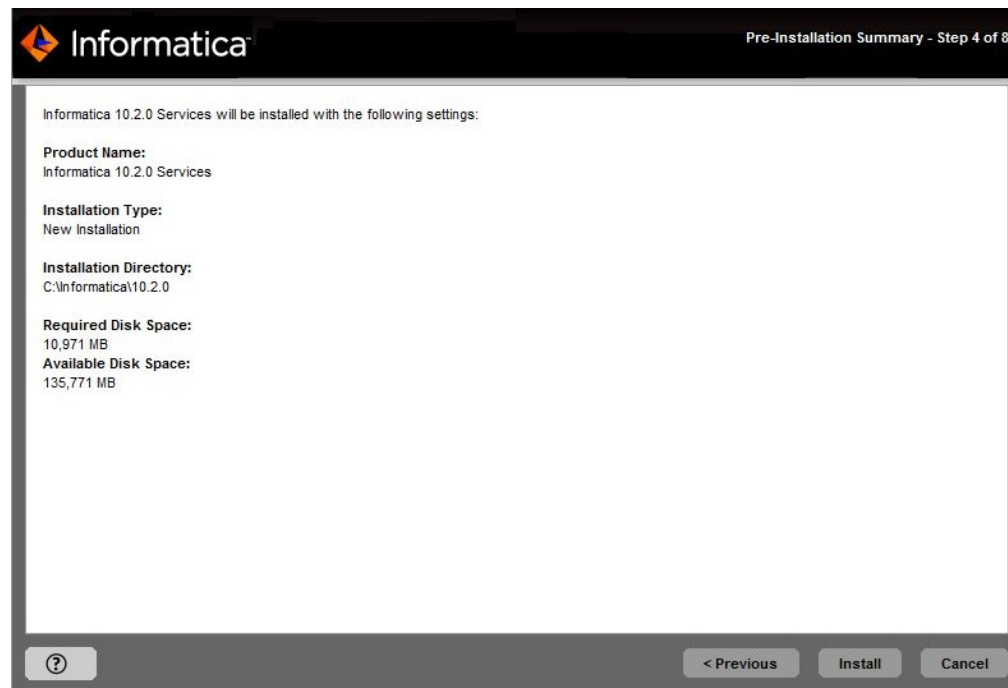 Informatica
Pre-Installation Summary - Step 4 of 8
Informatica 10.2.0 Services will be installed with the following settings:
Product Name:
Informatica 10.2.0 Services
Installation Type:
New Installation
Installation Directory:
C:\Informatica\10.2.0
Required Disk Space:
10,971 MB
Available Disk Space:
135,771 MB
?
< Previous
Install
Cancel